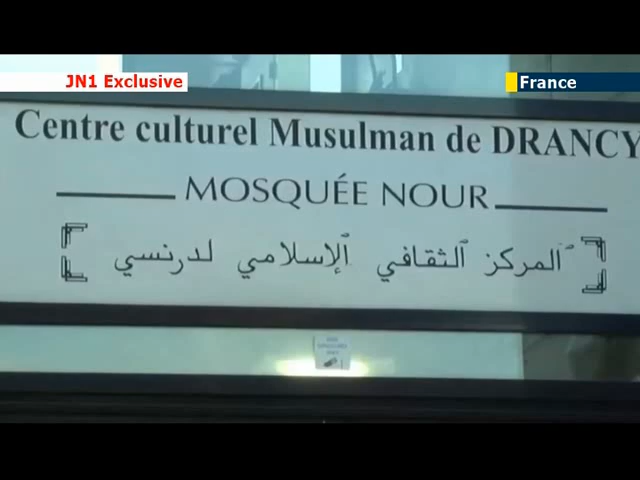 JN1 Exclusive
France
Centre culturel Musulman de DRANCY
MOSQUÉE NOUR
المركز الثقافي الإسلامي لدرنسي